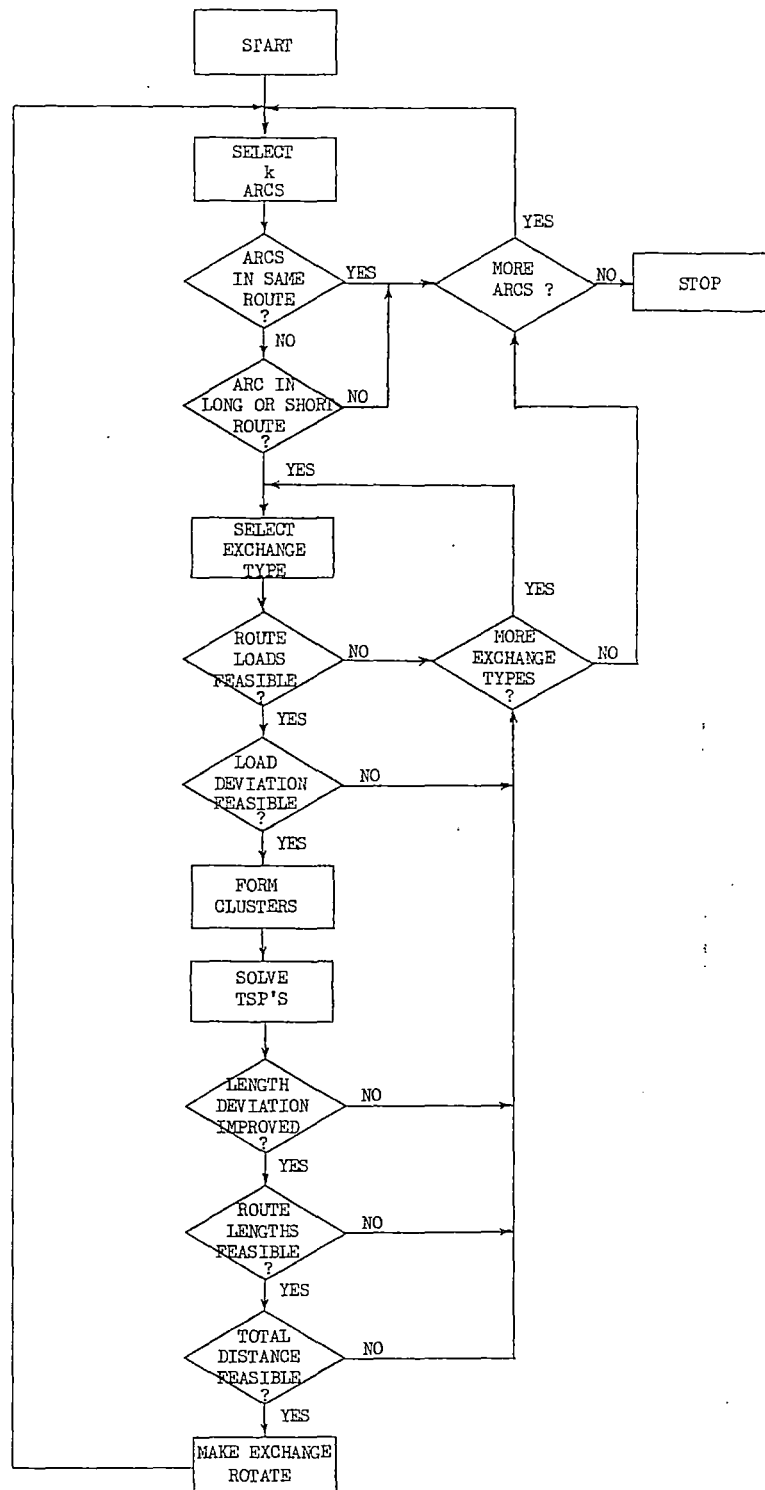 START
SELECT
k
ARCS
ARCS
IN SAME
ROUTE
?
YES
NO
MORE
ARCS ?
YES
NO
STOP
ARC IN
LONG OR SHORT
ROUTE
?
NO
YES
SELECT
EXCHANGE
TYPE
ROUTE
LOADS
FEASIBLE
?
NO
YES
MORE
EXCHANGE
TYPES
?
YES
NO
LOAD
DEVIATION
FEASIBLE
?
NO
YES
FORM
CLUSTERS
SOLVE
TSP'S
LENGTH
DEVIATION
IMPROVED
?
NO
YES
ROUTE
LENGTHS
FEASIBLE
?
NO
YES
TOTAL
DISTANCE
FEASIBLE
?
NO
YES
MAKE EXCHANGE
ROTATE